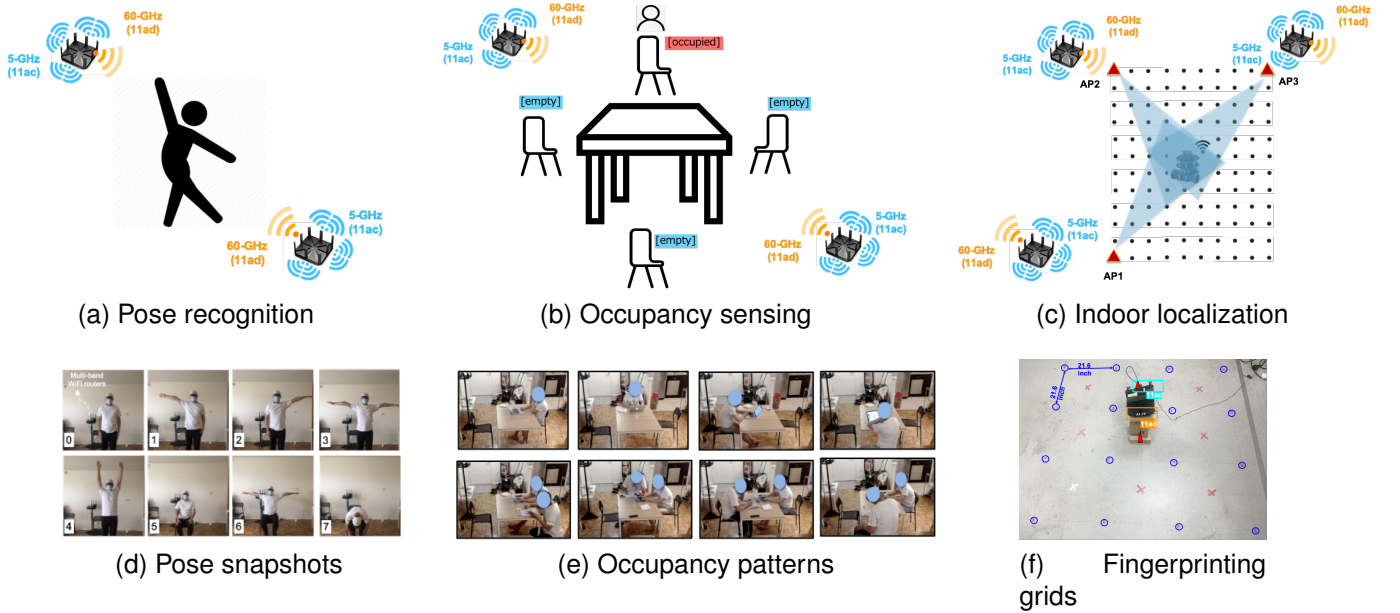 60-GHz
(11ad)
5-GHz
(11ac)
60-GHz
(11ad)
5-GHz
(11ac)
(a) Pose recognition
60-GHz
(11ad)
5-GHz
(11ac)
[occupied]
[empty]
[empty]
[empty]
60-GHz
(11ad)
5-GHz
(11ac)
(b) Occupancy sensing
60-GHz
(11ad)
5-GHz
(11ac)
AP2
60-GHz
(11ad)
5-GHz
(11ac)
AP3
60-GHz
(11ad)
5-GHz
(11ac)
AP1
(c) Indoor localization
Multi-band
WiFi routers
0
1
2
3
4
5
6
7
(d) Pose snapshots
(e) Occupancy patterns
21.6
inch
21.6
inch
11ac
11ad
(f) Fingerprinting
grids